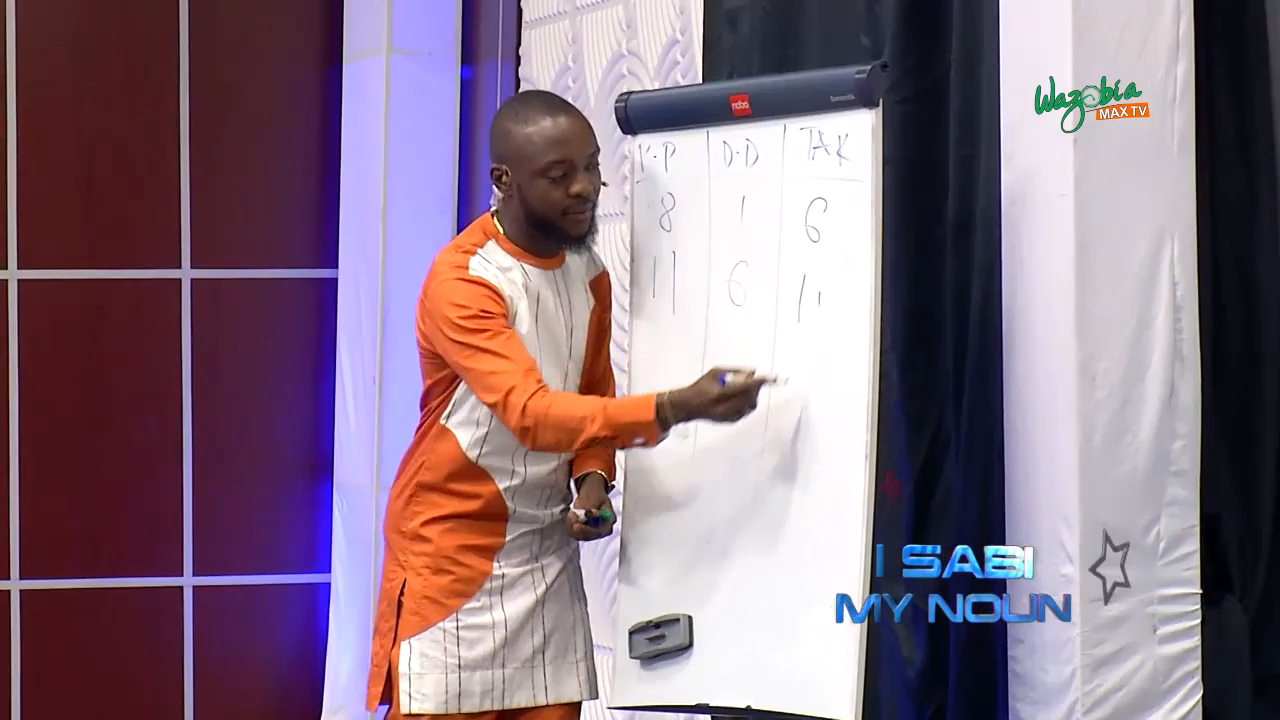 nobo
Wazobia
MAX TV
K.P D.D TAK
8 1 6
11 6 11
I SABI
MY NOUN